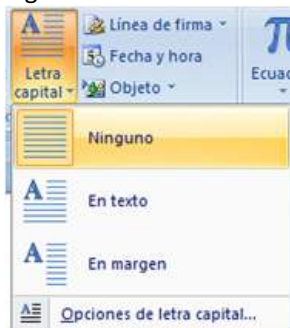 Letra
capital
Línea de firma
Fecha y hora
Objeto
π
Ecuac
Ninguno
En texto
En margen
Opciones de letra capital...